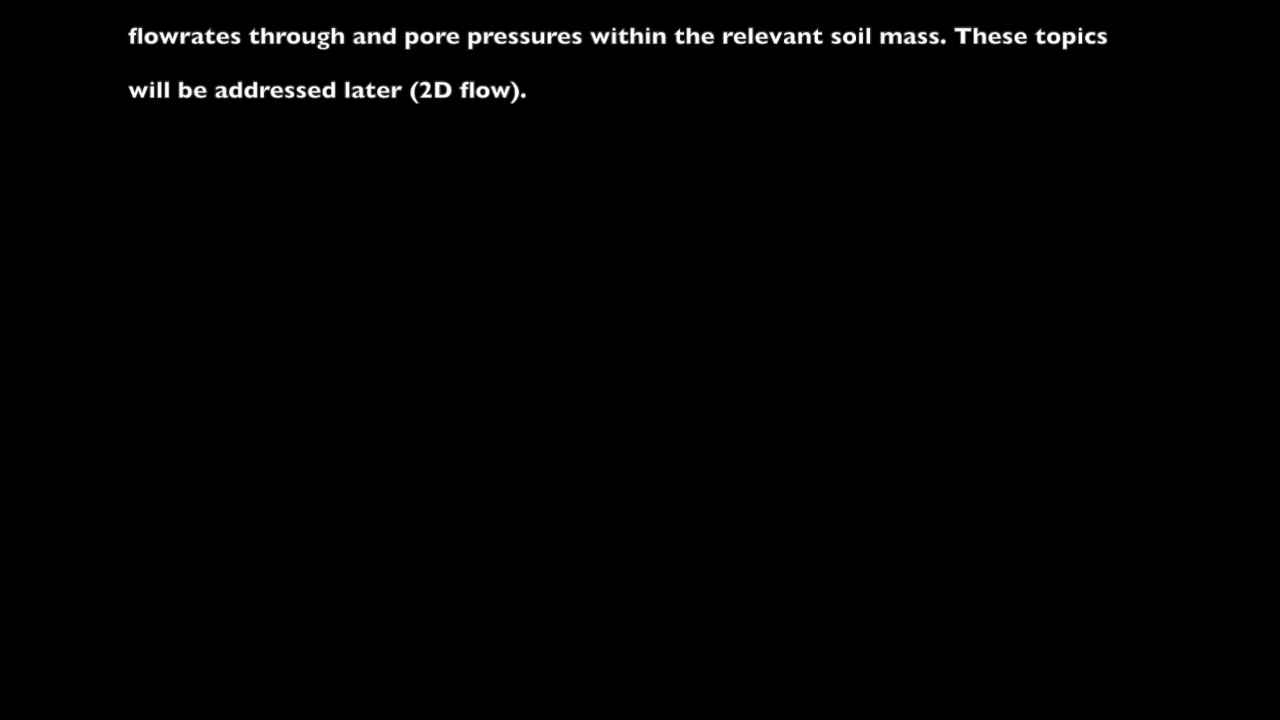 flowrates through and pore pressures within the relevant soil mass. These topics
will be addressed later (2D flow).